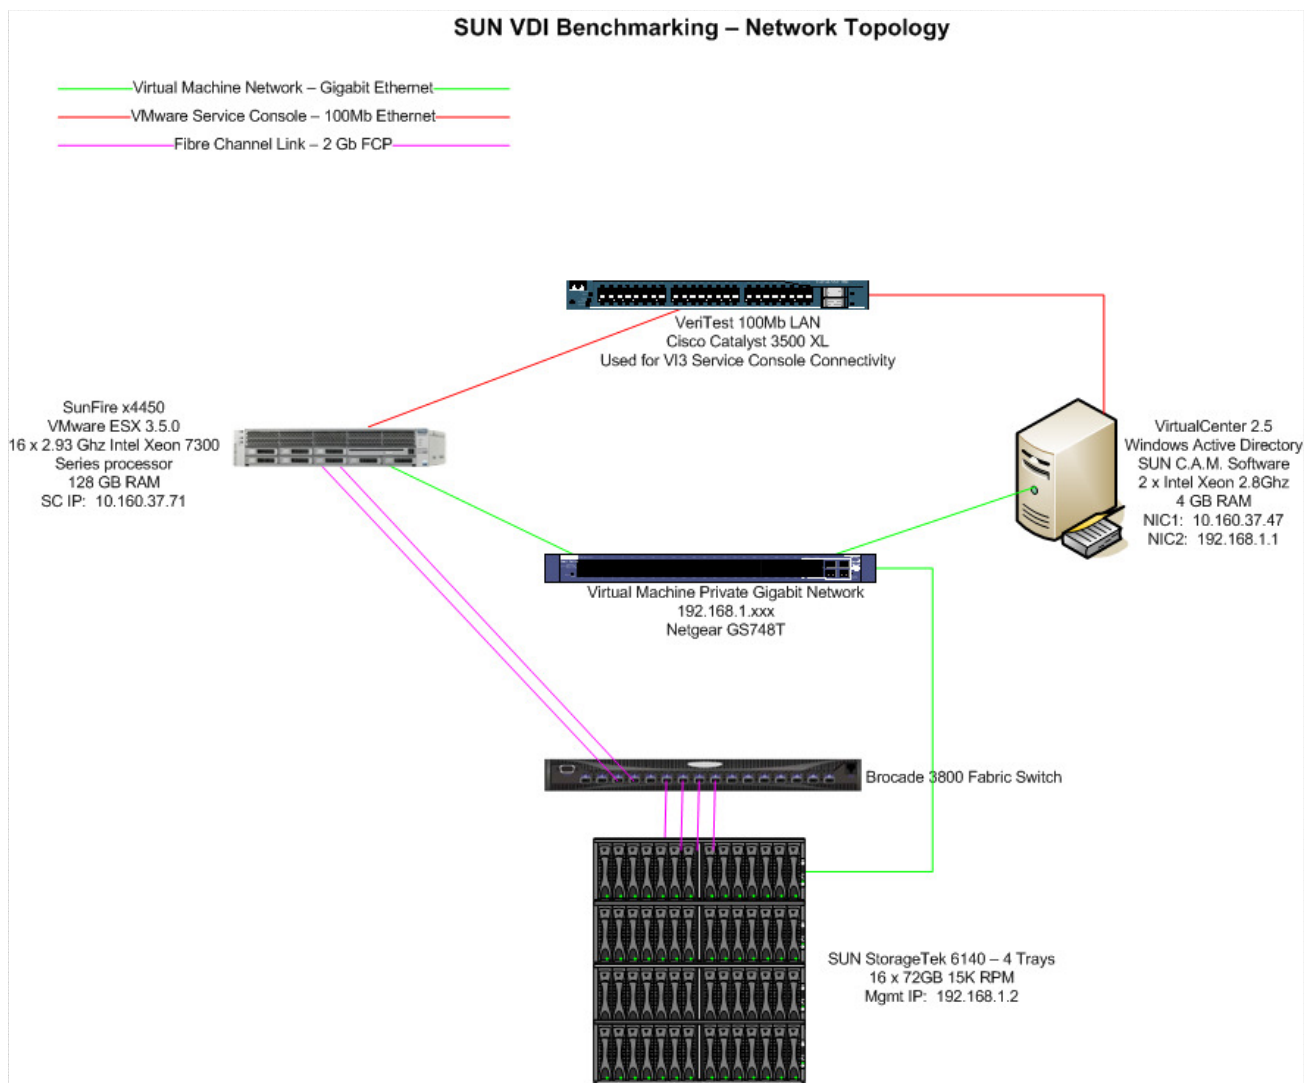 SUN VDI Benchmarking – Network Topology
Virtual Machine Network – Gigabit Ethernet
VMware Service Console – 100Mb Ethernet
Fibre Channel Link – 2 Gb FCP
VeriTest 100Mb LAN
Cisco Catalyst 3500 XL
Used for VI3 Service Console Connectivity
SunFire x4450
VMware ESX 3.5.0
16 x 2.93 Ghz Intel Xeon 7300
Series processor
128 GB RAM
SC IP: 10.160.37.71
VirtualCenter 2.5
Windows Active Directory
SUN C.A.M. Software
2 x Intel Xeon 2.8Ghz
4 GB RAM
NIC1: 10.160.37.47
NIC2: 192.168.1.1
Virtual Machine Private Gigabit Network
192.168.1.xxx
Netgear GS748T
Brocade 3800 Fabric Switch
SUN StorageTek 6140 – 4 Trays
16 x 72GB 15K RPM
Mgmt IP: 192.168.1.2